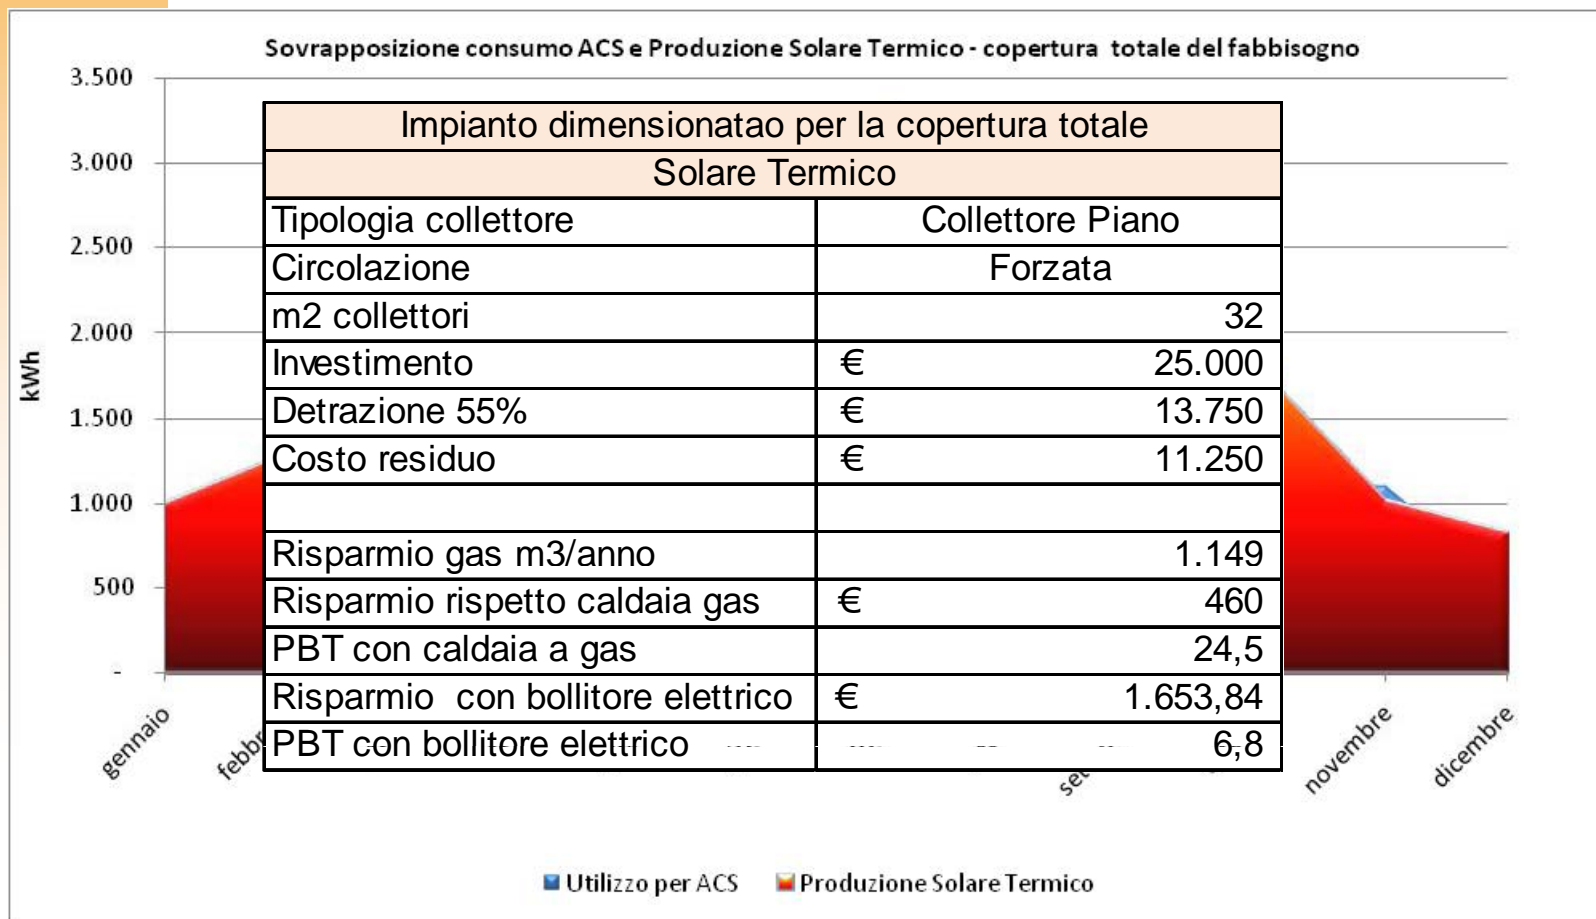 Sovrapposizione consumo ACS e Produzione Solare Termico - copertura totale del fabbisogno
3.500
3.000
2.500
2.000
1.500
1.000
500
-
kWh
Impianto dimensionatao per la copertura totale
Solare Termico
Tipologia collettore Collettore Piano
Circolazione Forzata
m2 collettori 32
Investimento € 25.000
Detrazione 55% € 13.750
Costo residuo € 11.250
Risparmio gas m3/anno 1.149
Risparmio rispetto caldaia gas € 460
PBT con caldaia a gas 24,5
Risparmio con bollitore elettrico € 1.653,84
PBT con bollitore elettrico 6,8
gennaio
novembre
dicembre
Utilizzo per ACS Produzione Solare Termico